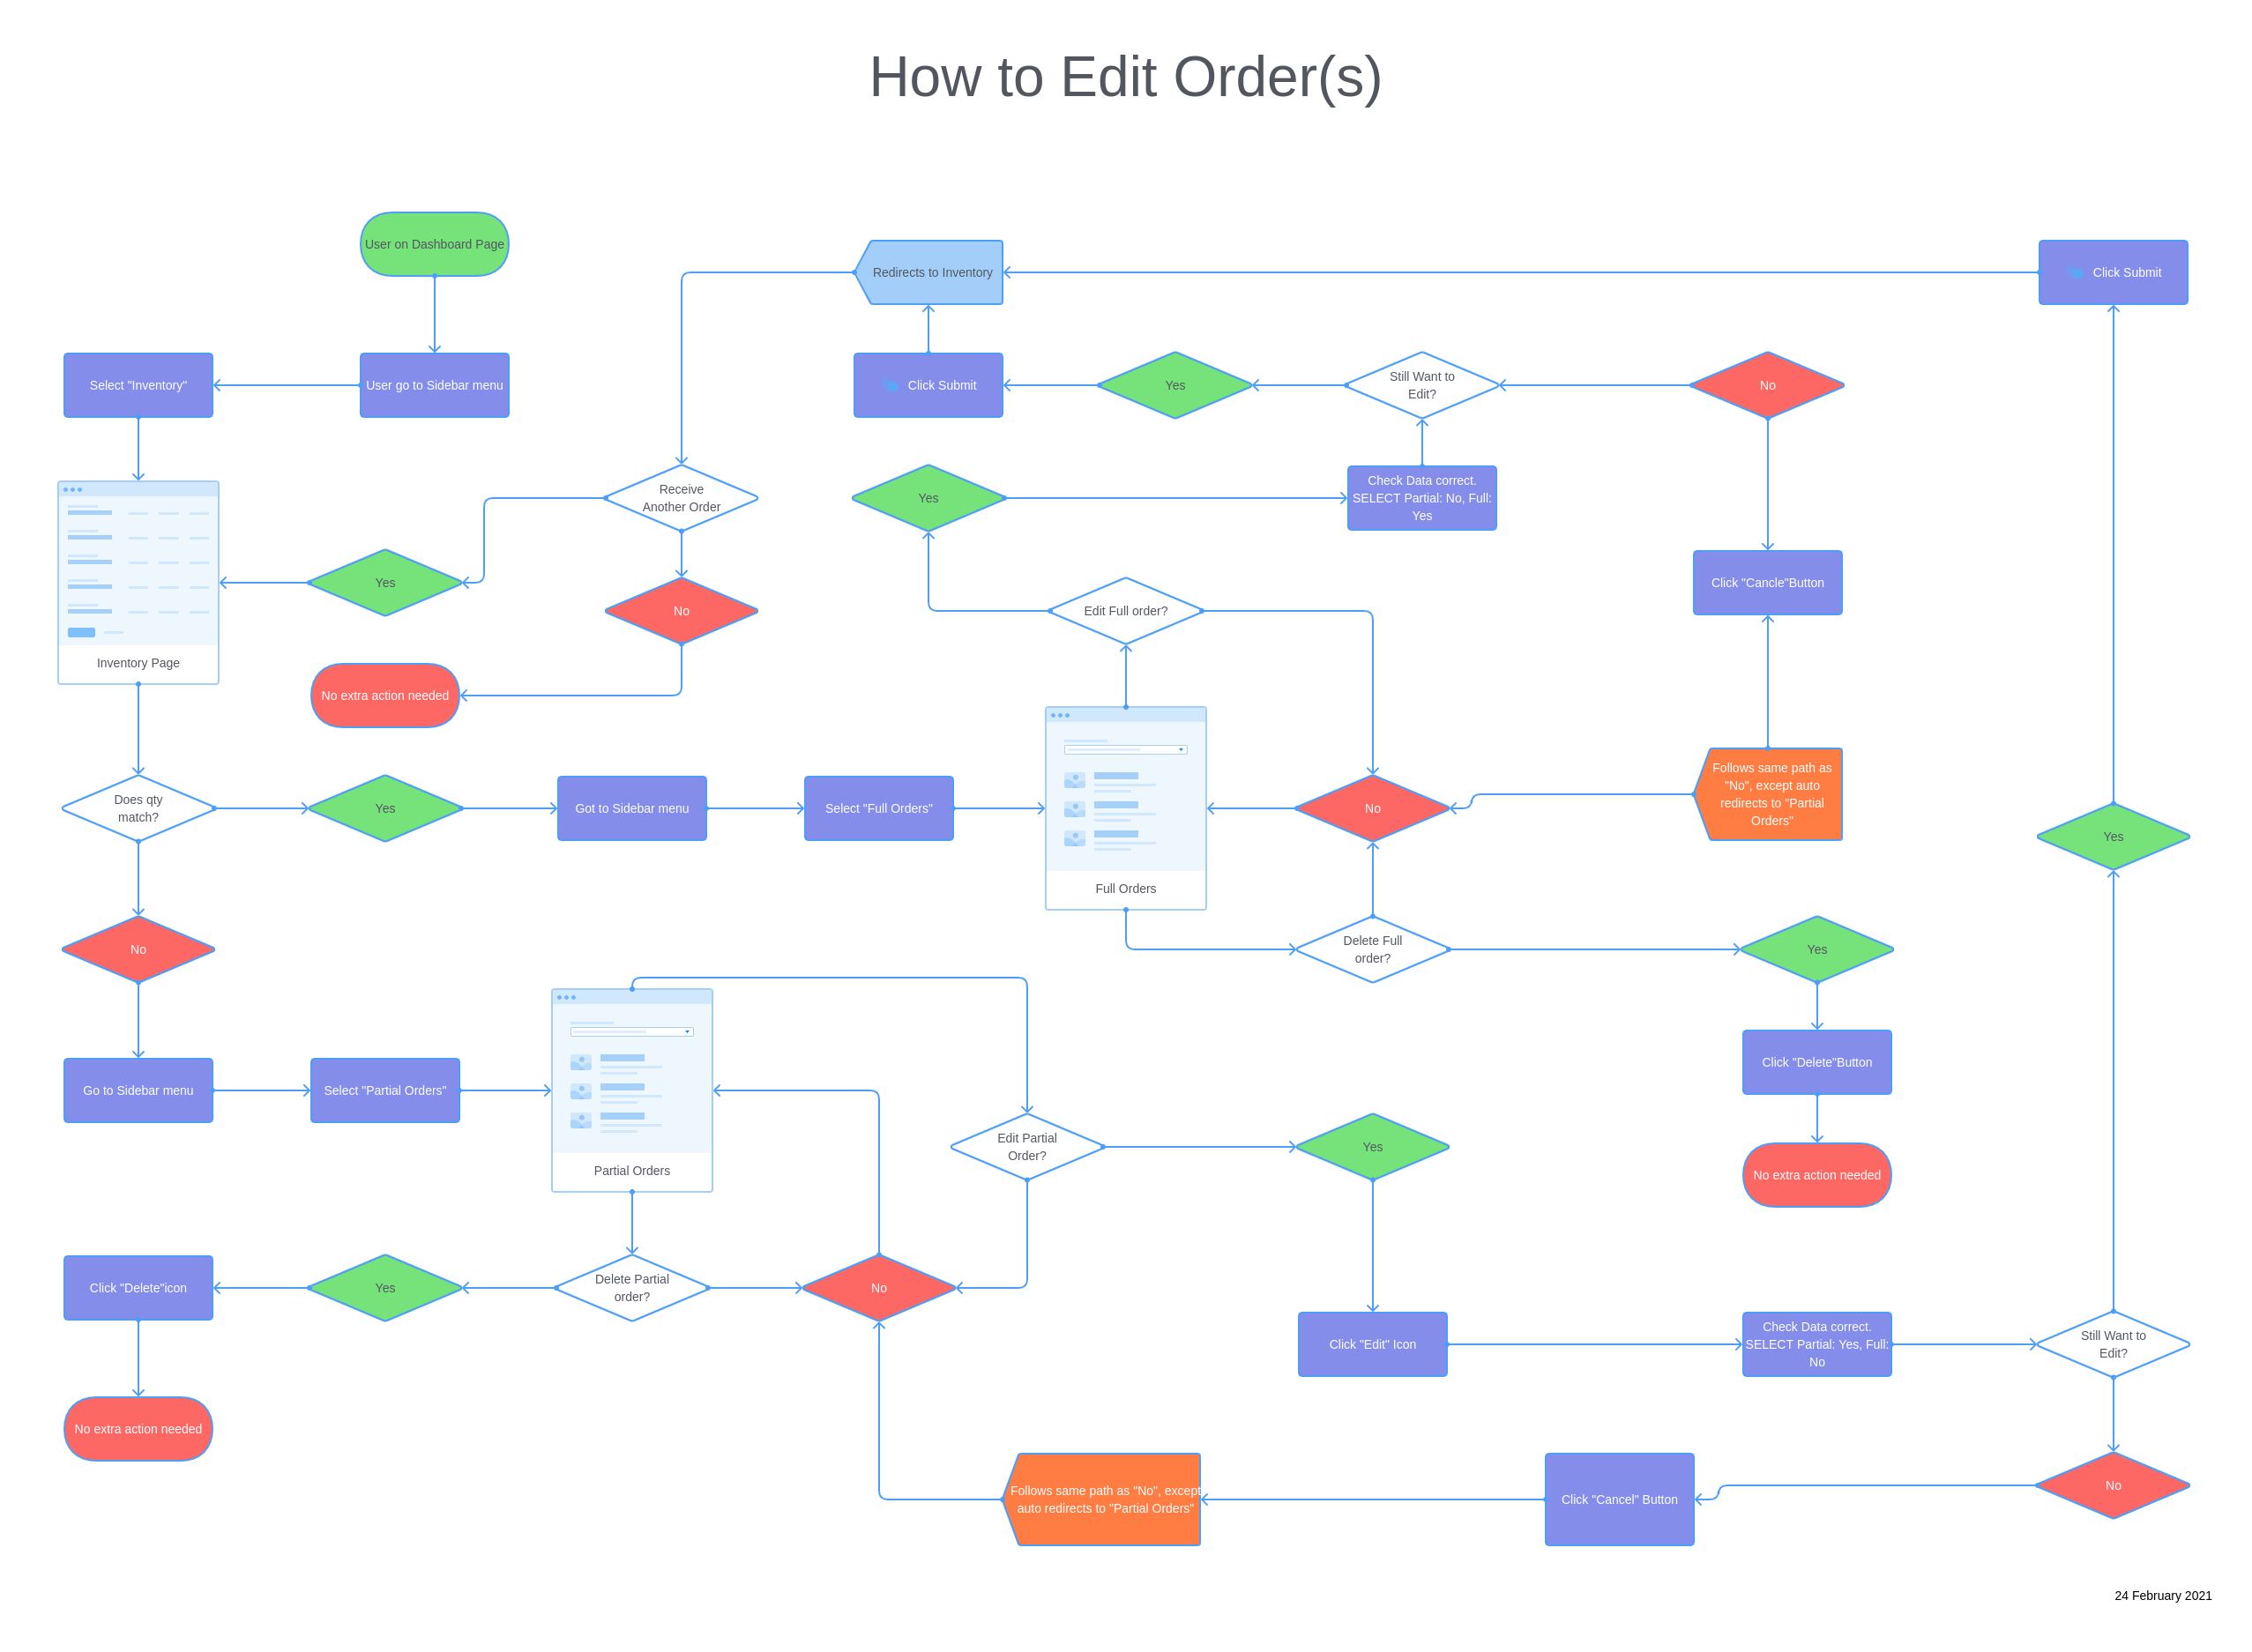 How to Edit Order(s)
User on Dashboard Page
Redirects to Inventory
Click Submit
Select "Inventory"
User go to Sidebar menu
Click Submit
Yes
Still Want to
Edit?
No
Receive
Another Order
Yes
Check Data correct.
SELECT Partial: No, Full:
Yes
Yes
No
Edit Full order?
Click "Cancle"Button
Inventory Page
No extra action needed
Does qty
match?
Yes
Got to Sidebar menu
Select "Full Orders"
Full Orders
No
Follows same path as
"No", except auto
redirects to "Partial
Orders"
Yes
No
Delete Full
order?
Yes
Go to Sidebar menu
Select "Partial Orders"
Partial Orders
Edit Partial
Order?
Yes
Click "Delete"Button
No extra action needed
Click "Delete"icon
Yes
Delete Partial
order?
No
Click "Edit" Icon
Check Data correct.
SELECT Partial: Yes, Full:
No
Still Want to
Edit?
No extra action needed
Follows same path as "No", except
auto redirects to "Partial Orders"
Click "Cancel" Button
No
24 February 2021